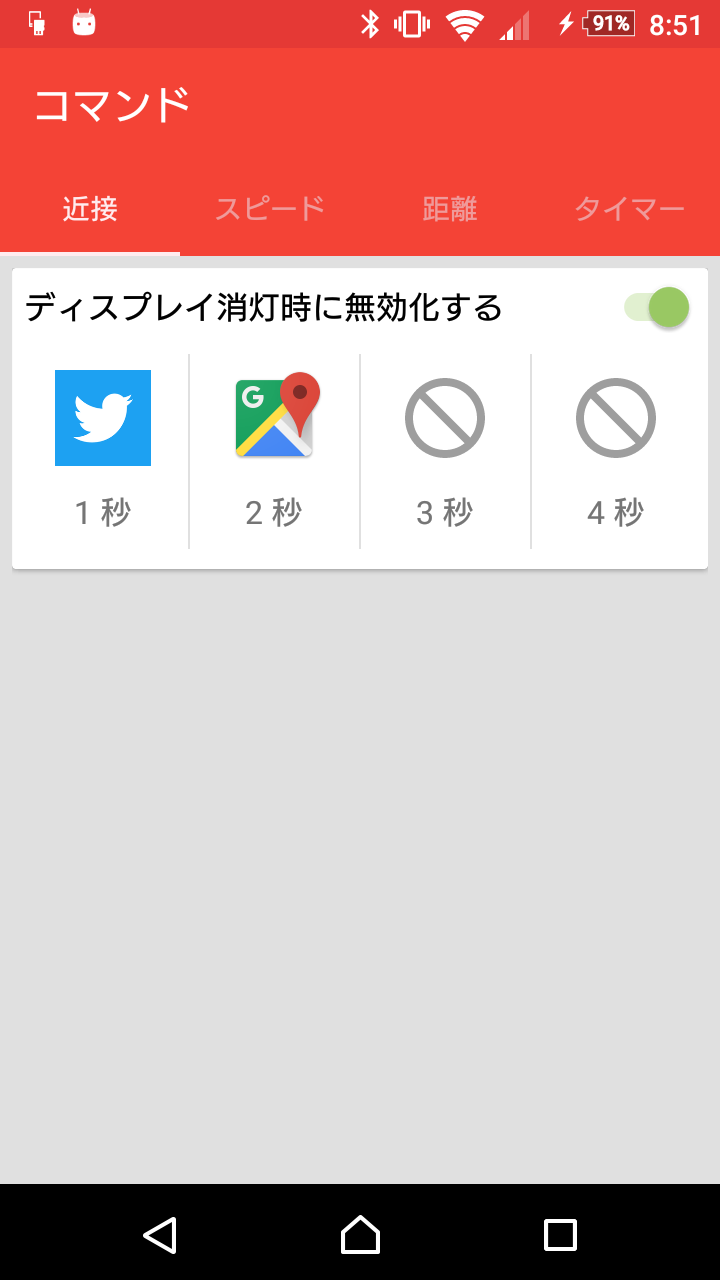 91% 8:51
コマンド
近接 スピード 距離 タイマー
ディスプレイ消灯時に無効化する
G
1 秒 2 秒 3 秒 4 秒